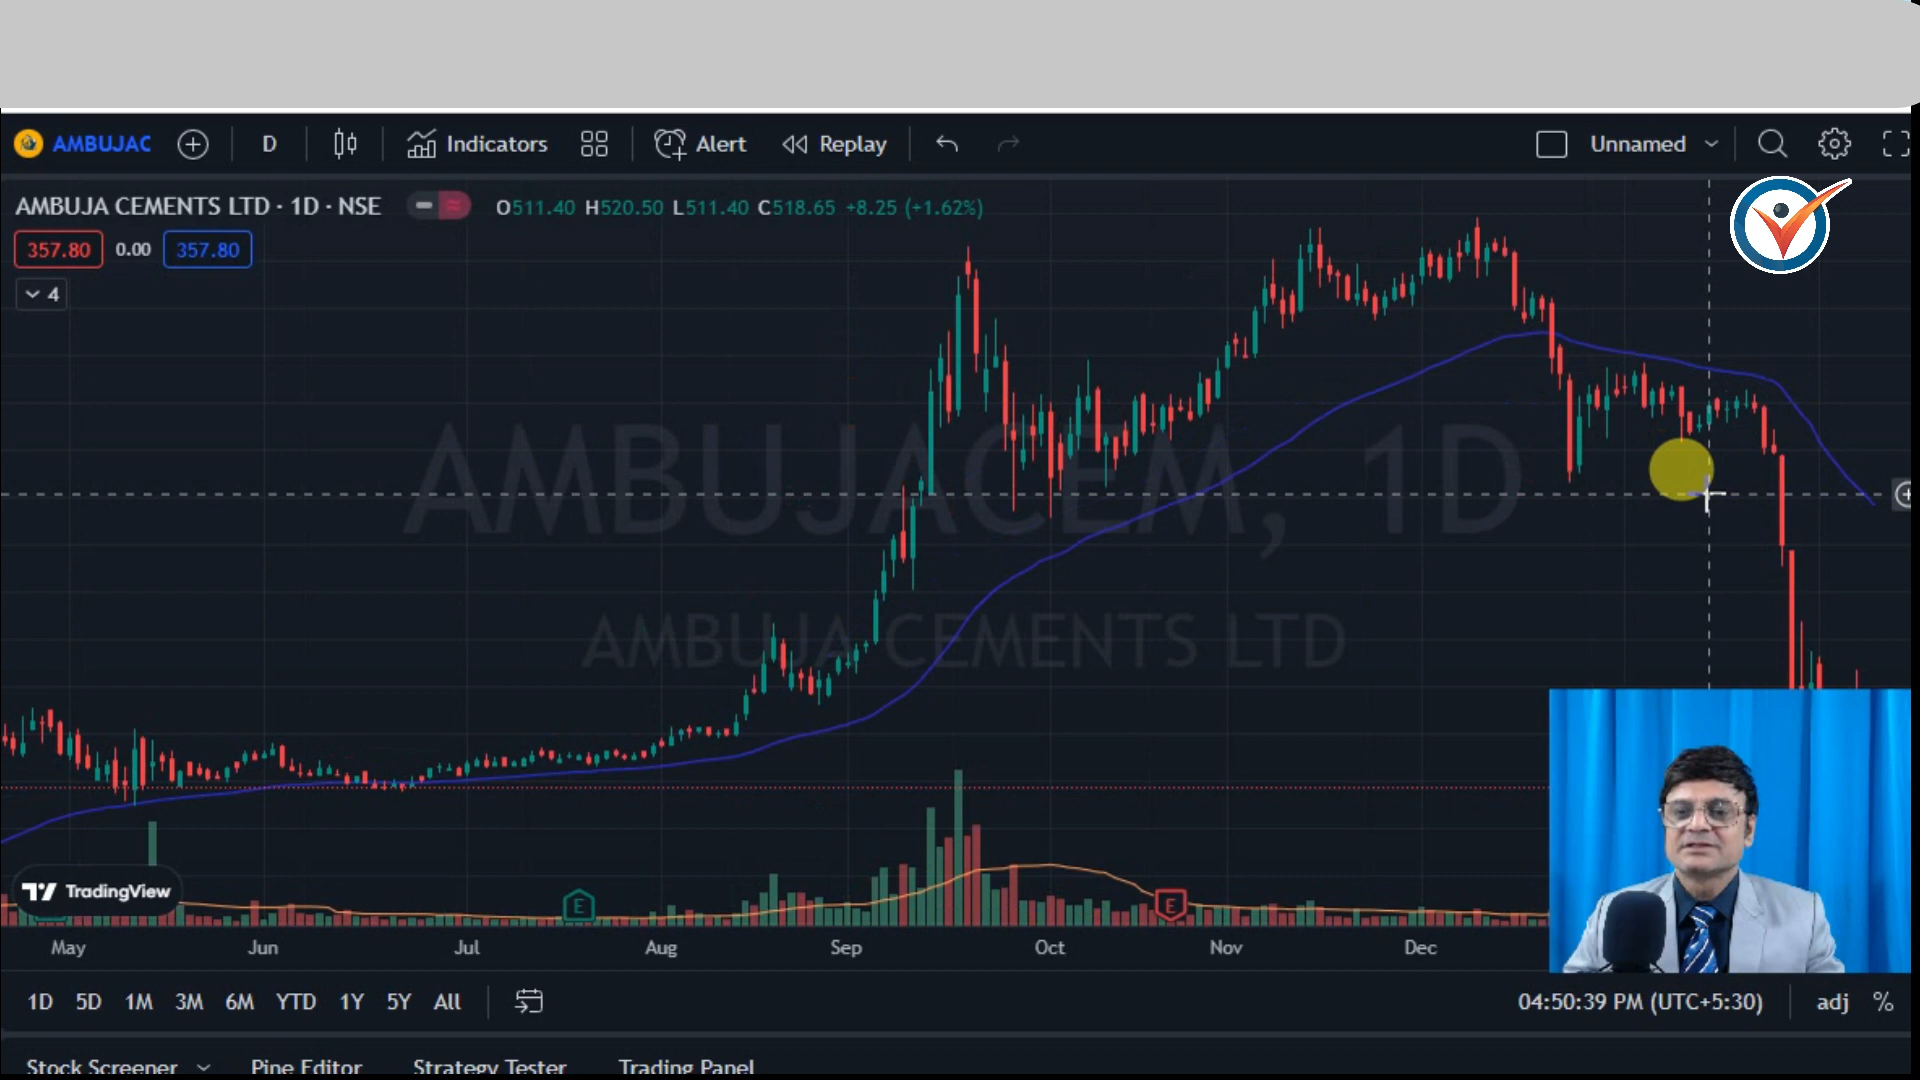 AMBUJAC D Indicators Alert Replay Unnamed
AMBUJA CEMENTS LTD · 1D · NSE O511.40 H520.50 L511.40 C518.65 +8.25 (+1.62%)
357.80 0.00 357.80
4
AMBUJACEM, 1D
AMBUJA CEMENTS LTD
TradingView
E E
May Jun Jul Aug Sep Oct Nov Dec
1D 5D 1M 3M 6M YTD 1Y 5Y All 04:50:39 PM (UTC+5:30) adj %
Stock Screener Pine Editor Strategy Tester Trading Panel